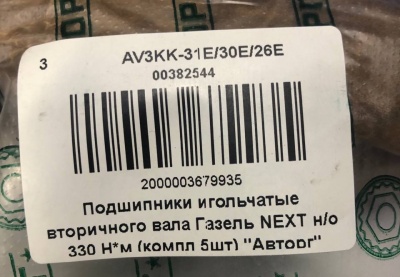 3
AV3KK-31E/30E/26E
00382544
2000003679935
Подшипники игольчатые
вторичного вала Газель NEXT н/о
330 Н*м (компл 5шт) "Авторг"